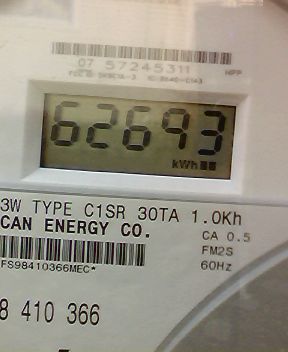 07 57245311 NPP
62693
kWh
3W TYPE C1SR 30TA 1.0Kh
CAN ENERGY CO.
CA 0.5
FM2S
FS98410366MEC*
60Hz
8 410 366